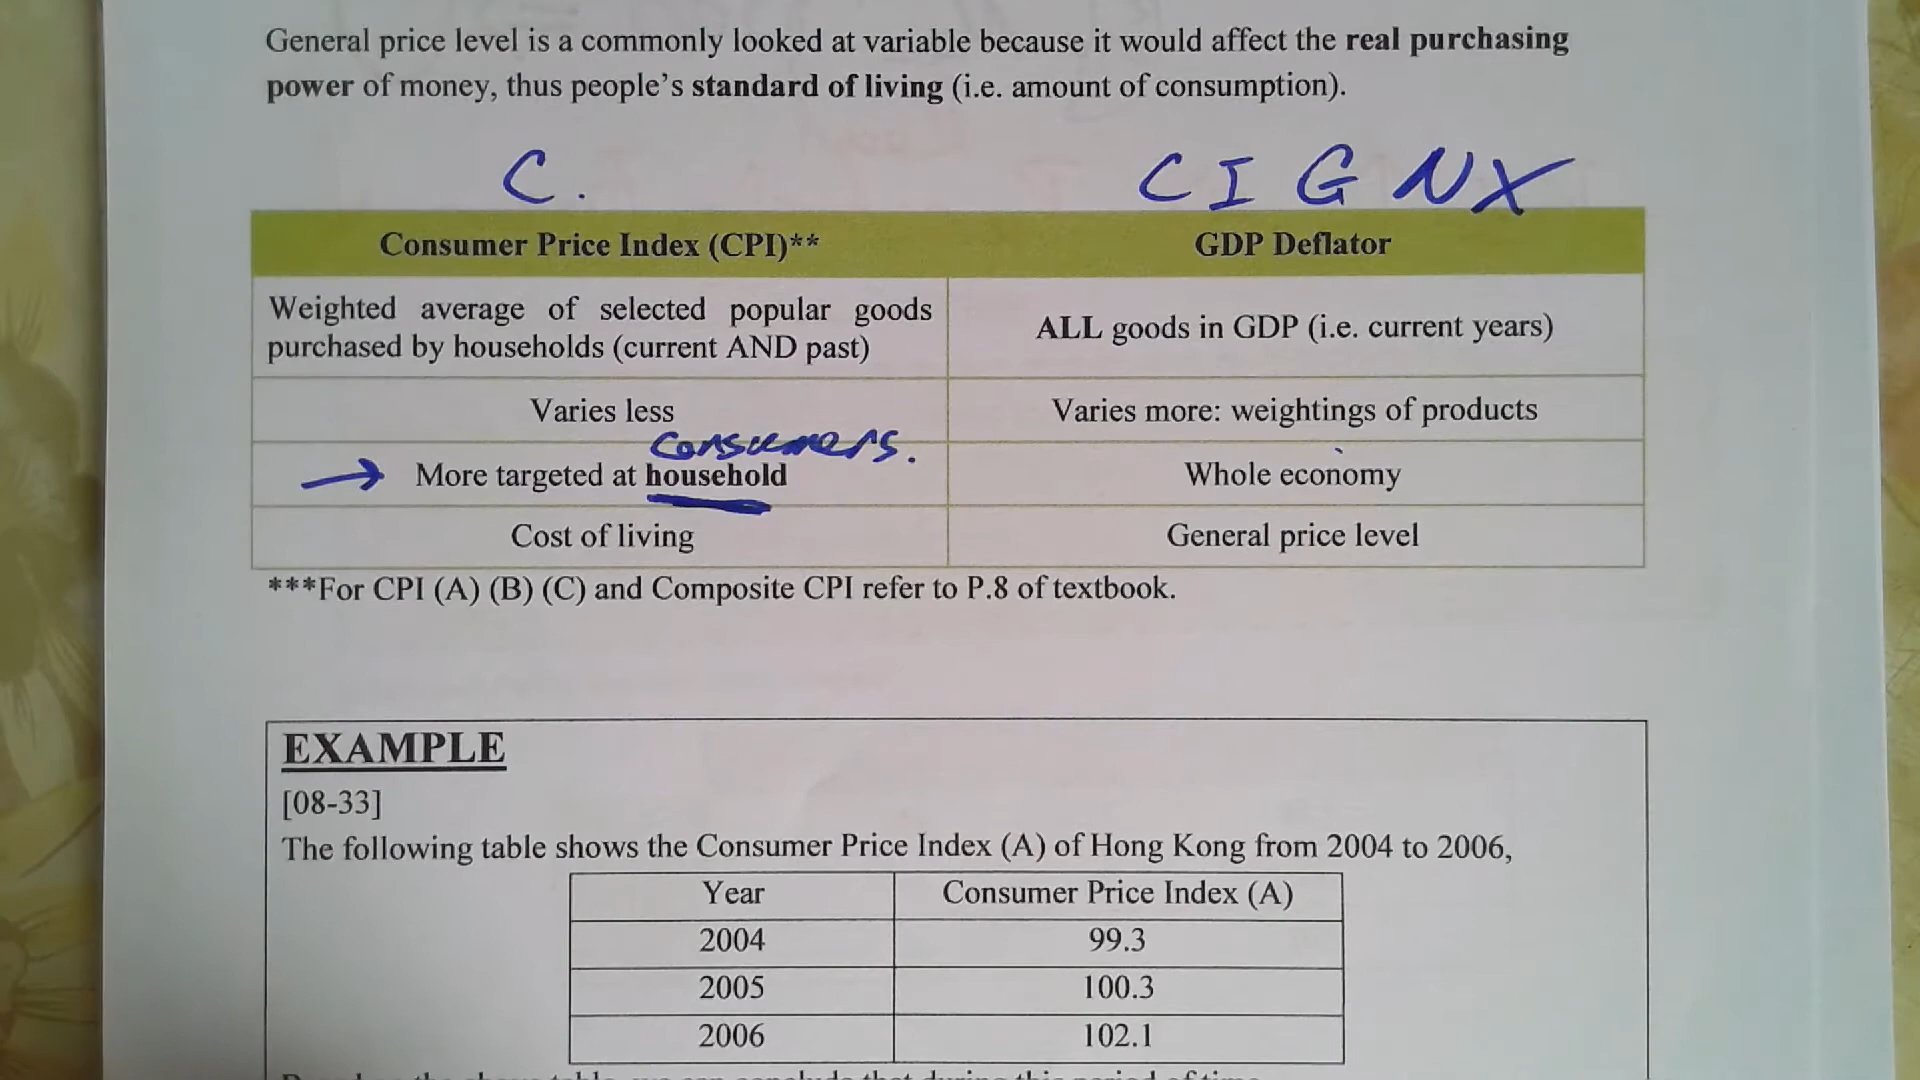 General price level is a commonly looked at variable because it would affect the real purchasing
power of money, thus people's standard of living (i.e. amount of consumption).
C. C I G NX
Consumer Price Index (CPI)** GDP Deflator
Weighted average of selected popular goods
purchased by households (current AND past)
ALL goods in GDP (i.e. current years)
Varies less Varies more: weightings of products
consumers.
→ More targeted at household Whole economy
Cost of living General price level
***For CPI (A) (B) (C) and Composite CPI refer to P.8 of textbook.
EXAMPLE
[08-33]
The following table shows the Consumer Price Index (A) of Hong Kong from 2004 to 2006,
Year Consumer Price Index (A)
2004 99.3
2005 100.3
2006 102.1